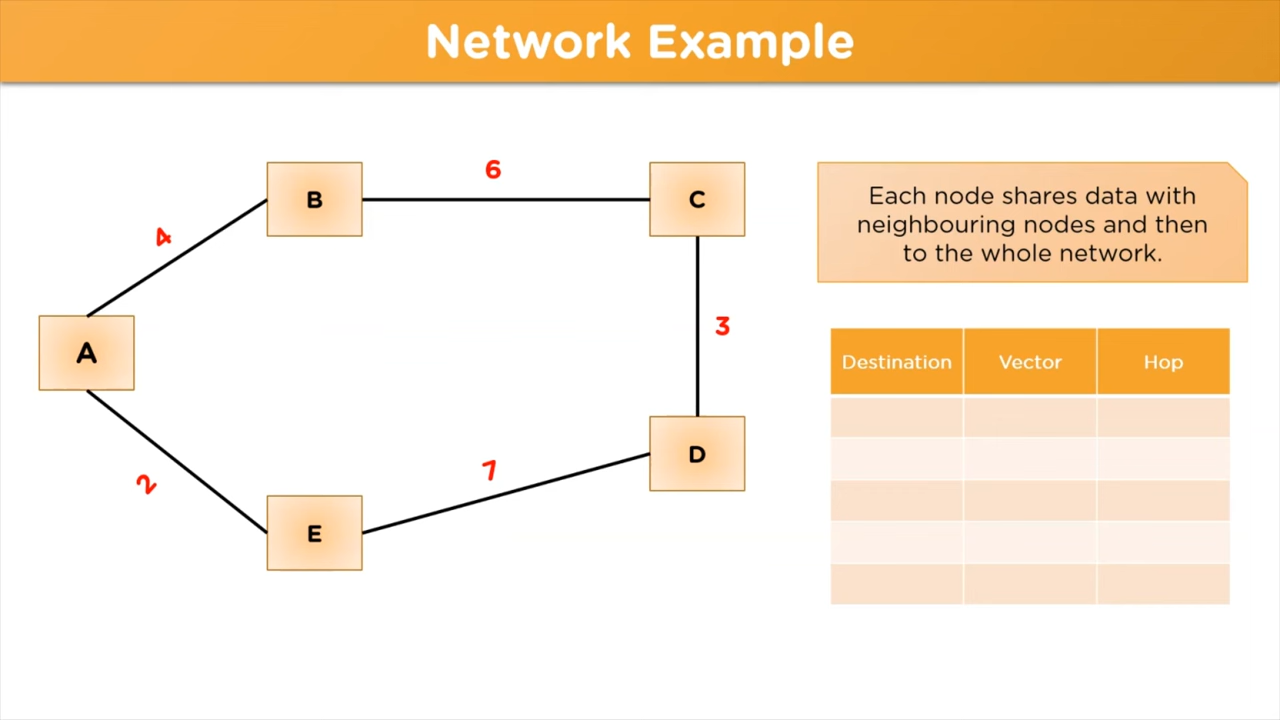 Network Example
6
B
C
4
Each node shares data with
neighbouring nodes and then
to the whole network.
3
A
Destination Vector Hop
D
7
2
E